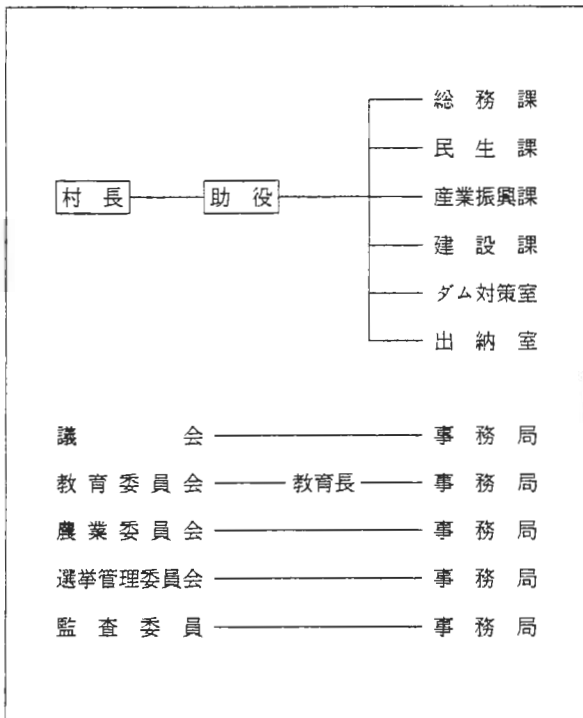 総務課
民生課
村長 助役 産業振興課
建設課
ダム対策室
出納室
議会 事務局
教育委員会 教育長 事務局
農業委員会 事務局
選挙管理委員会 事務局
監査委員 事務局